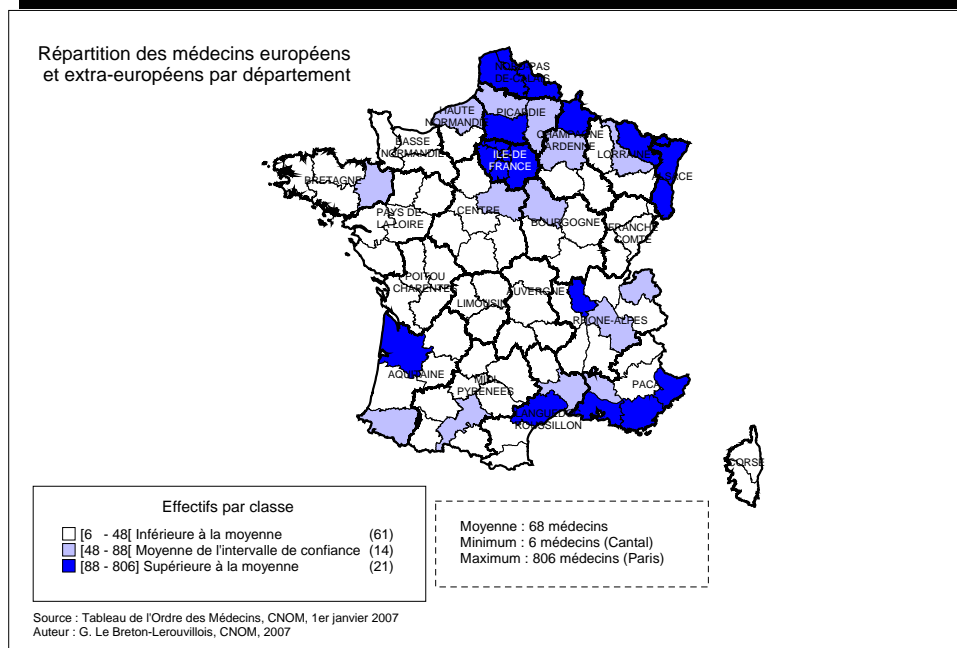 Répartition des médecins européens
et extra-européens par département
NORD-PAS
DE-CALAIS
HAUTE
NORMANDIE
PICARDIE
BASSE
NORMANDIE
CHAMPAGNE
ARDENNE
LORRAINE
ILE-DE
FRANCE
ALSACE
BRETAGNE
PAYS DE
LA LOIRE
CENTRE
BOURGOGNE
FRANCHE
COMTE
POITOU
CHARENTES
LIMOUSIN
AUVERGNE
RHONE-ALPES
AQUITAINE
MIDI
PYRENEES
PACA
LANGUEDOC
ROUSSILLON
CORSE
Effectifs par classe
[6 - 48[ Inférieure à la moyenne (61)
[48 - 88[ Moyenne de l'intervalle de confiance (14)
[88 - 806] Supérieure à la moyenne (21)
Moyenne : 68 médecins
Minimum : 6 médecins (Cantal)
Maximum : 806 médecins (Paris)
Source : Tableau de l'Ordre des Médecins, CNOM, 1er janvier 2007
Auteur : G. Le Breton-Lerouvillois, CNOM, 2007